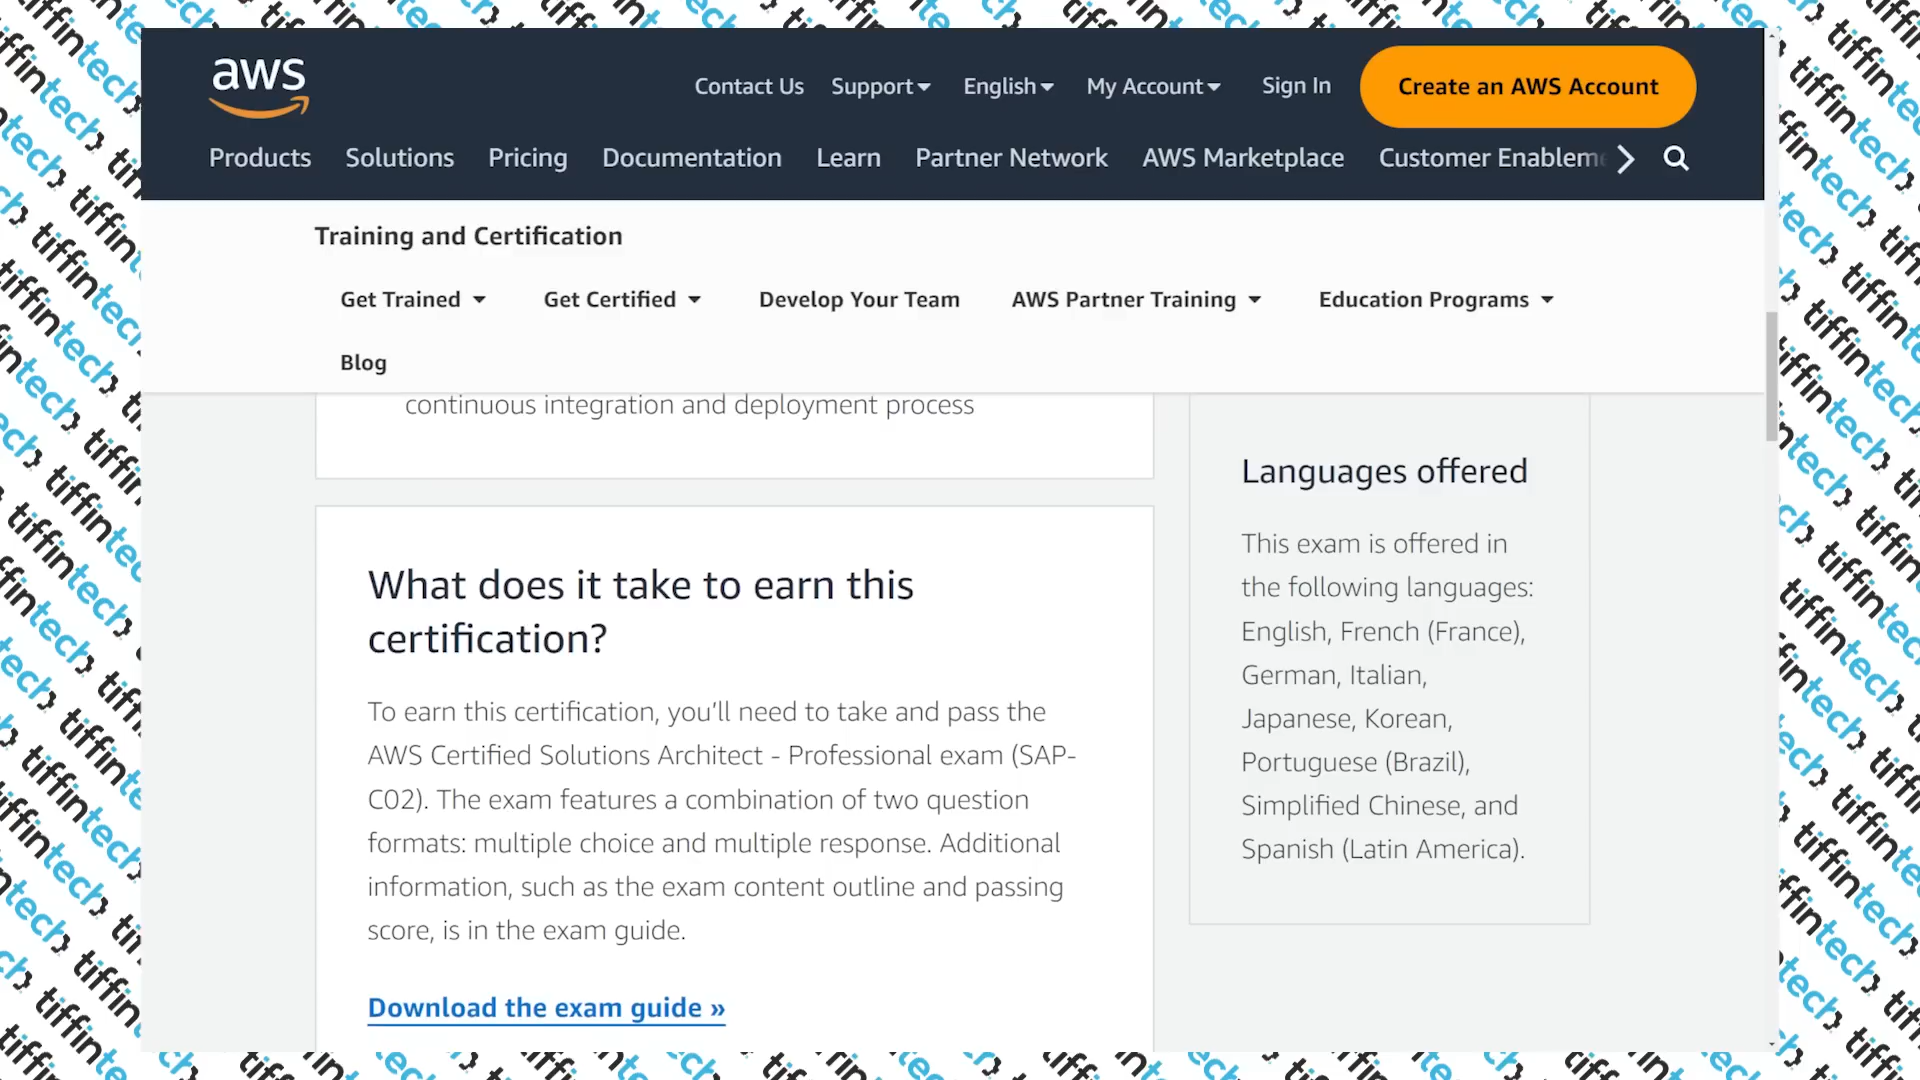 aws
Contact Us Support English My Account Sign In Create an AWS Account
Products Solutions Pricing Documentation Learn Partner Network AWS Marketplace Customer
Training and Certification
Get Trained Get Certified Develop Your Team AWS Partner Training Education Programs
Blog
continuous integration and deployment process
What does it take to earn this
certification?
To earn this certification, you’ll need to take and pass the
AWS Certified Solutions Architect - Professional exam (SAP-
C02). The exam features a combination of two question
formats: multiple choice and multiple response. Additional
information, such as the exam content outline and passing
score, is in the exam guide.
Download the exam guide »
Languages offered
This exam is offered in
the following languages:
English, French (France),
German, Italian,
Japanese, Korean,
Portuguese (Brazil),
Simplified Chinese, and
Spanish (Latin America).
tiffintech